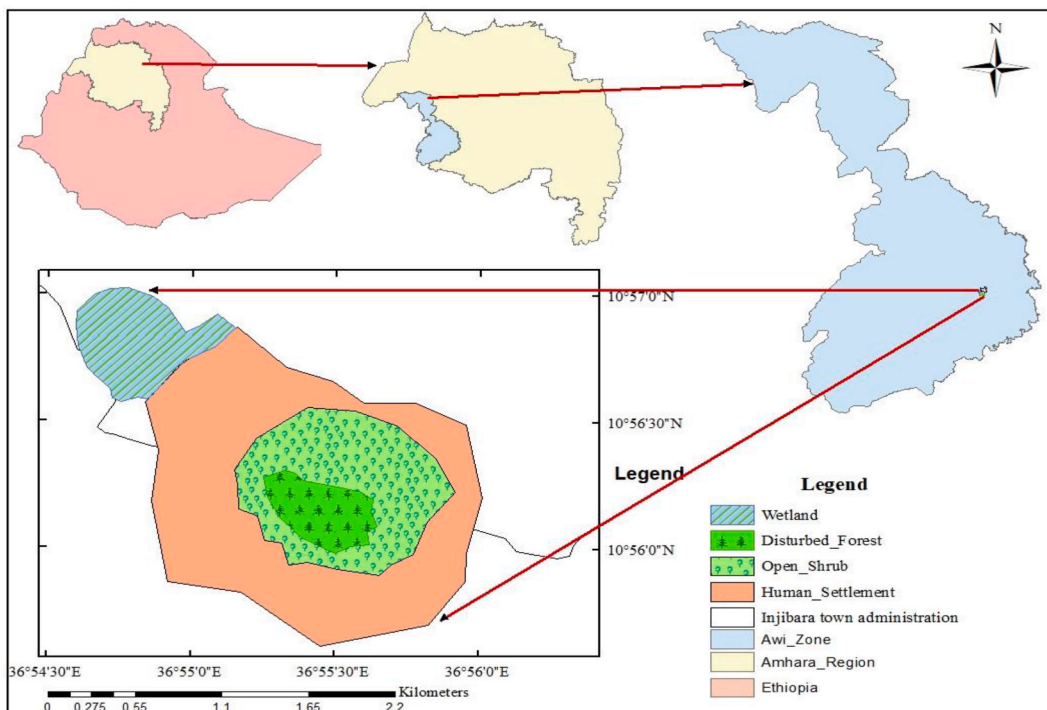 N
10°57'0"N
10°56'30"N
Legend
10°56'0"N
36°54'30"E 36°55'0"E 36°55'30"E 36°56'0"E
Kilometers
0 0.275 0.55 1.1 1.65 2.2
Legend
Wetland
Disturbed_Forest
Open_Shrub
Human_Settlement
Injibara town administration
Awi_Zone
Amhara_Region
Ethiopia